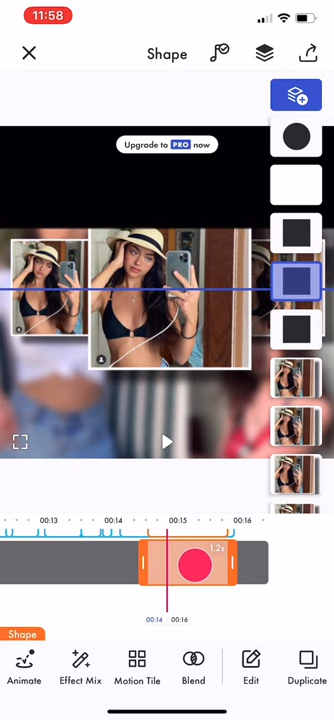 11:58
Shape
Upgrade to PRO now
00:13
00:14
00:15
00:16
1.2s
00:14 00:16
Shape
Animate
Effect Mix
Motion Tile
Blend
Edit
Duplicate